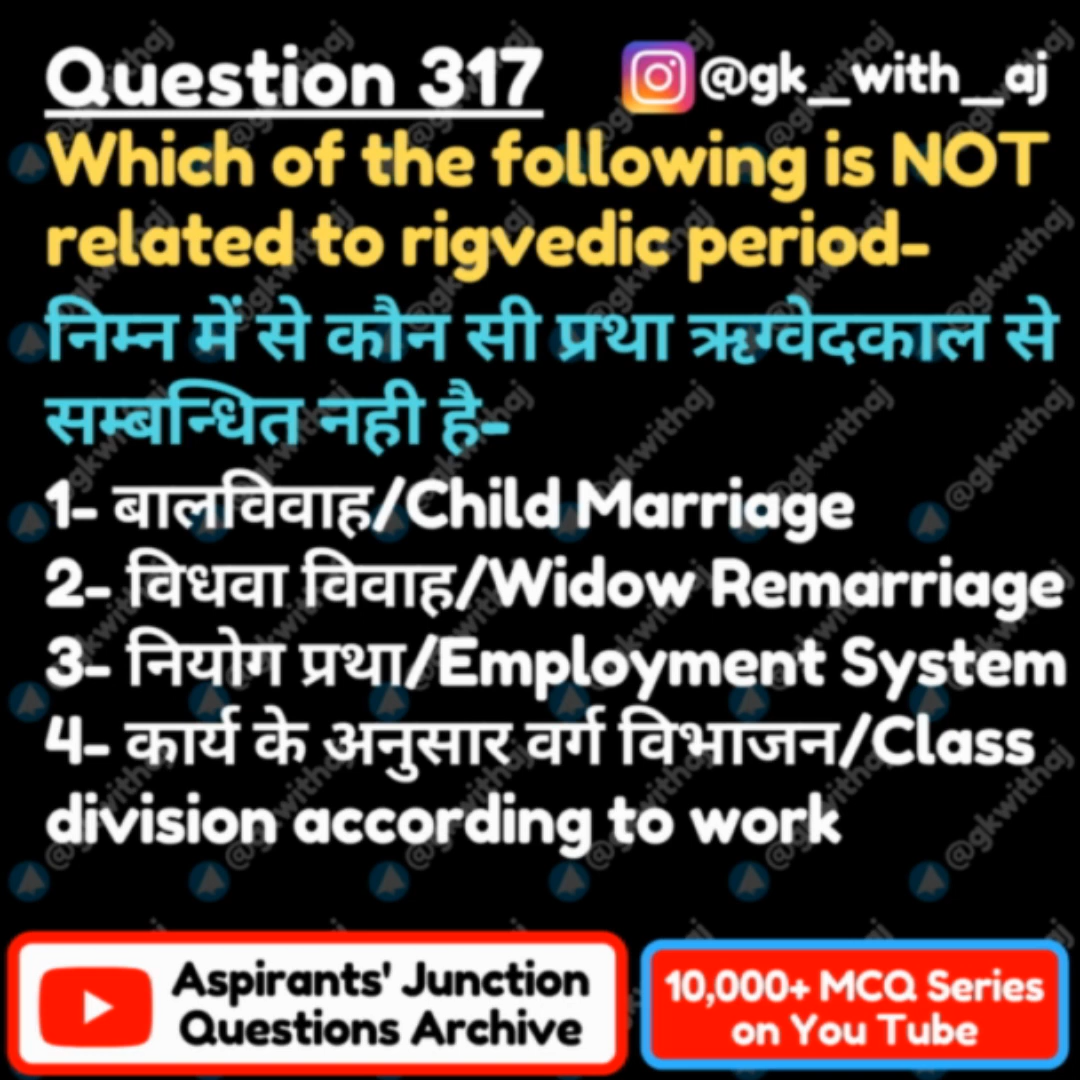 Question 317 @gk_with_aj
Which of the following is NOT
related to rigvedic period-
निम्न में से कौन सी प्रथा ऋग्वेदकाल से
सम्बन्धित नही है-
1- बालविवाह/Child Marriage
2- विधवा विवाह/Widow Remarriage
3- नियोग प्रथा/Employment System
4- कार्य के अनुसार वर्ग विभाजन/Class
division according to work
Aspirants' Junction
Questions Archive
10,000+ MCQ Series
on You Tube
@gkwithaj